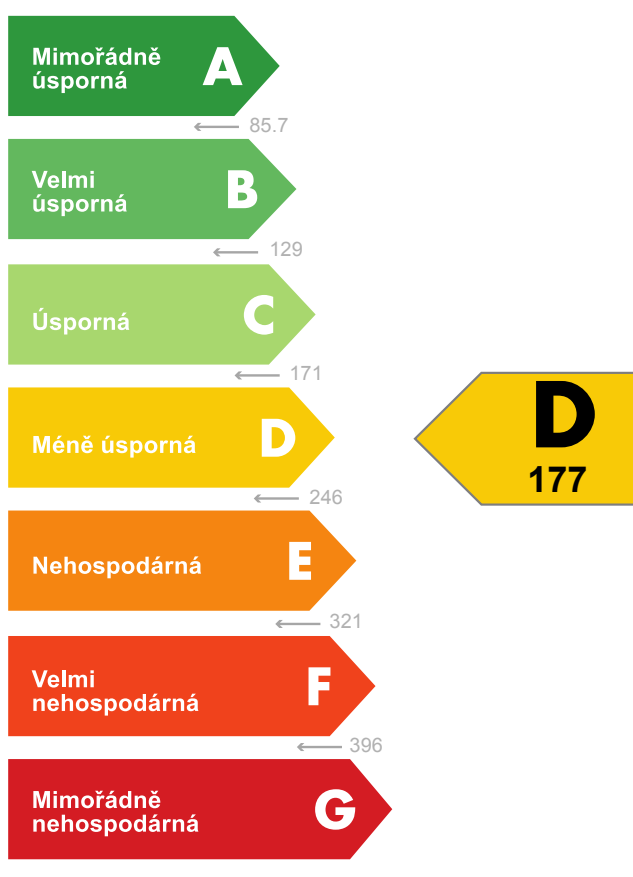 Mimořádně
úsporná
A
← 85.7
Velmi
úsporná
B
← 129
Úsporná
C
← 171
Méně úsporná
D
← 246
D
177
Nehospodárná
E
← 321
Velmi
nehospodárná
F
← 396
Mimořádně
nehospodárná
G